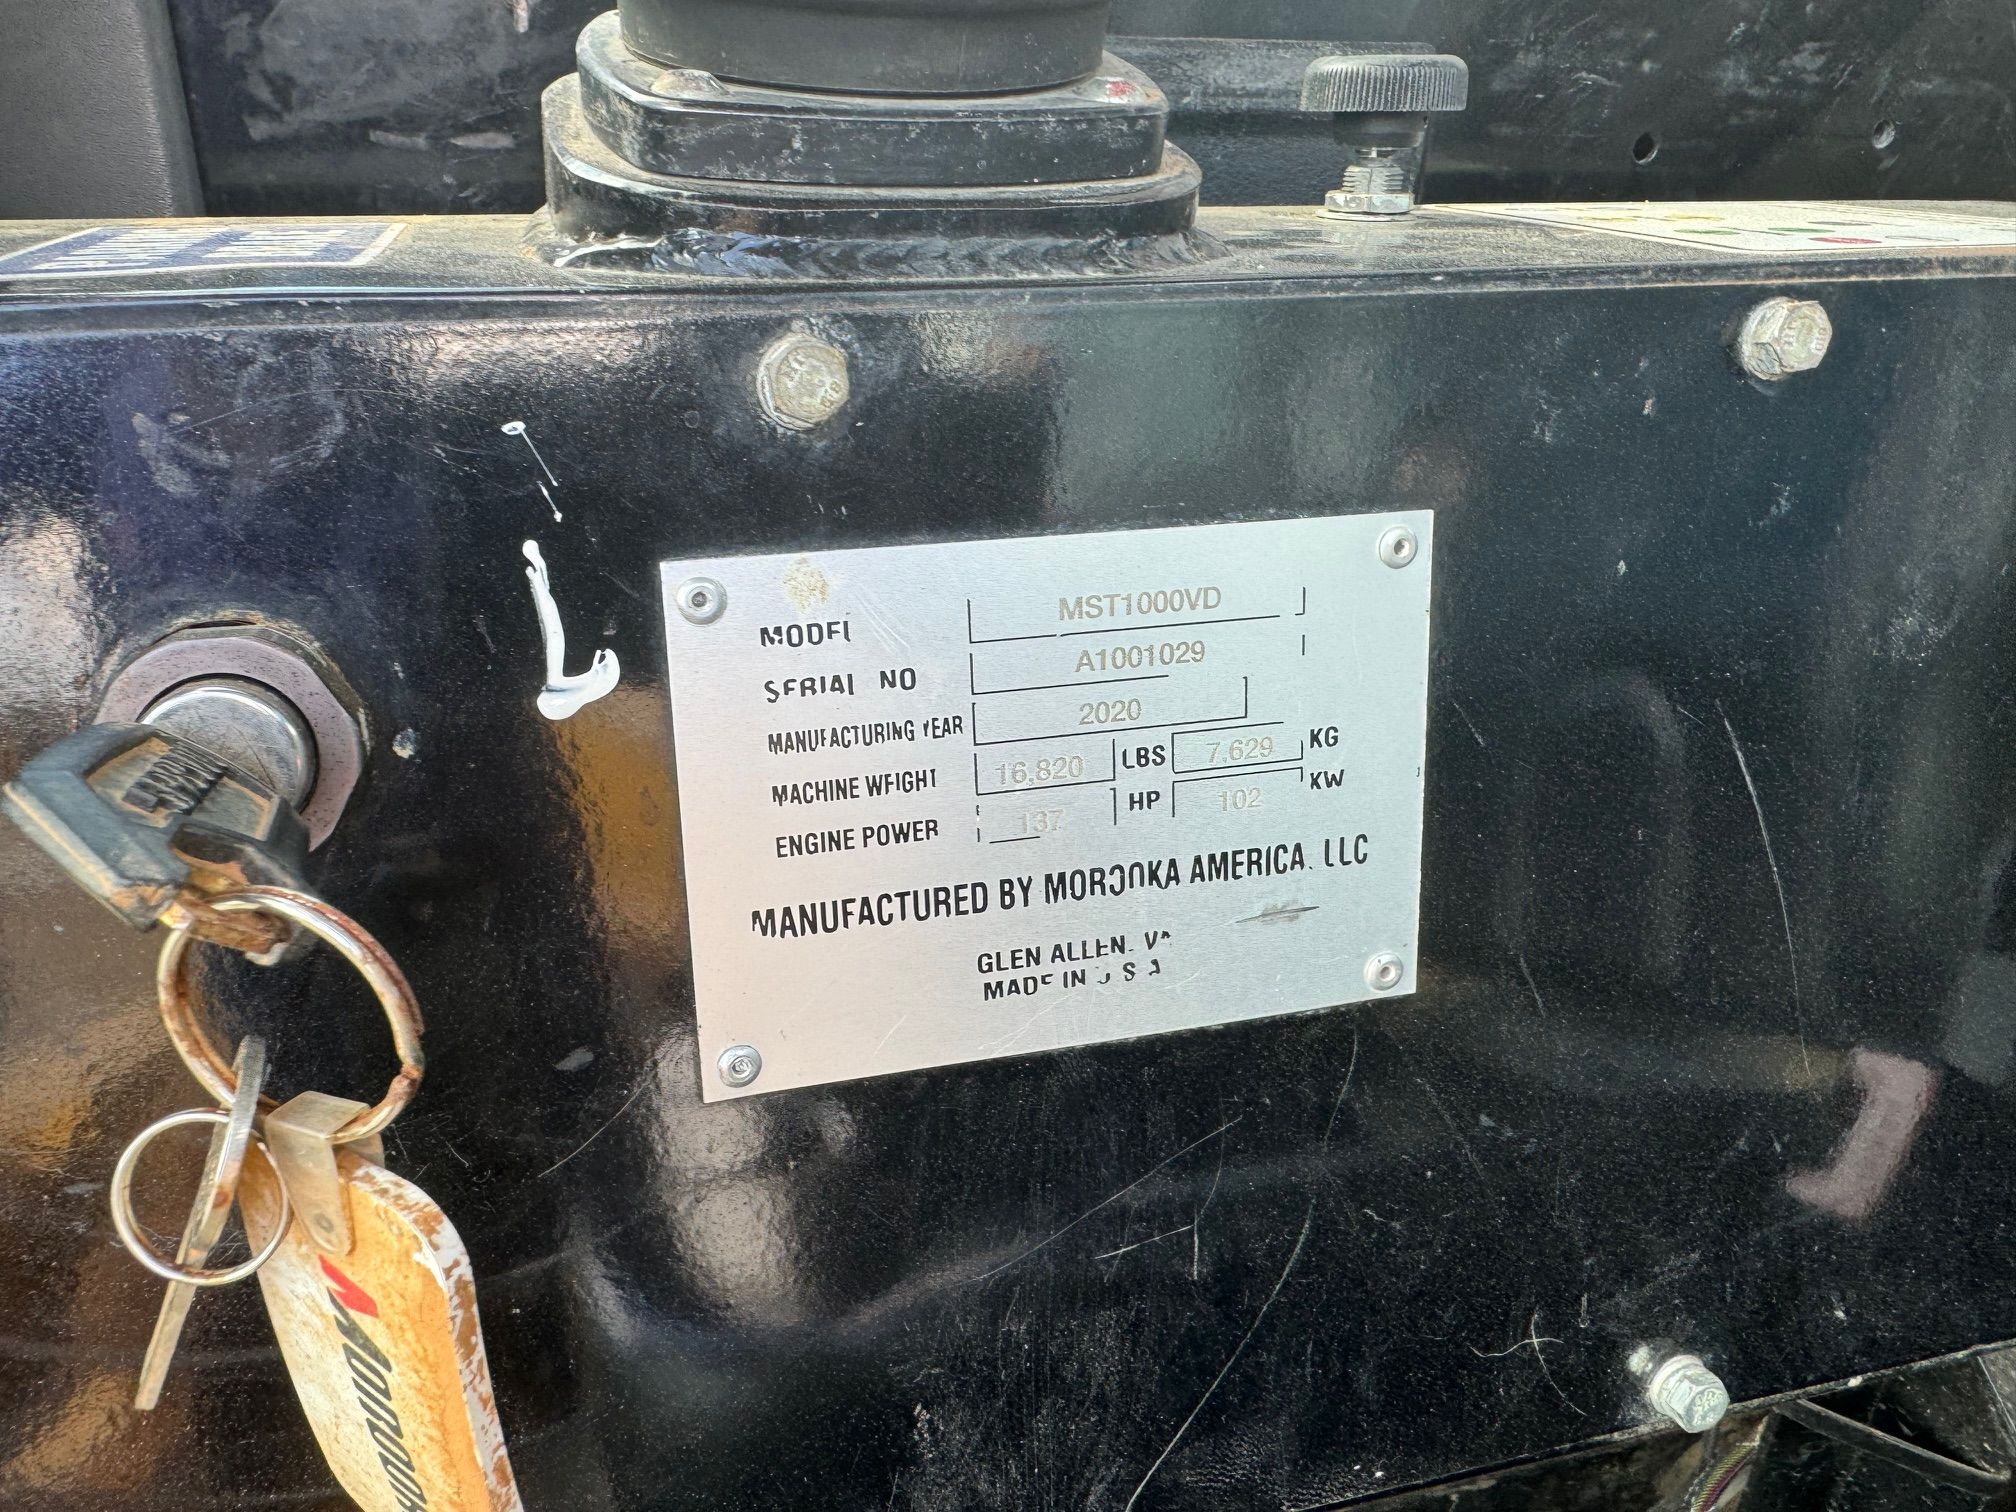 MODEL MST1000VD
SERIAL NO A1001029
MANUFACTURING YEAR 2020
MACHINE WEIGHT 16,820 LBS 7,629 KG
ENGINE POWER 137 HP 102 KW
MANUFACTURED BY MOROOKA AMERICA, LLC
GLEN ALLEN, VA
MADE IN U S A